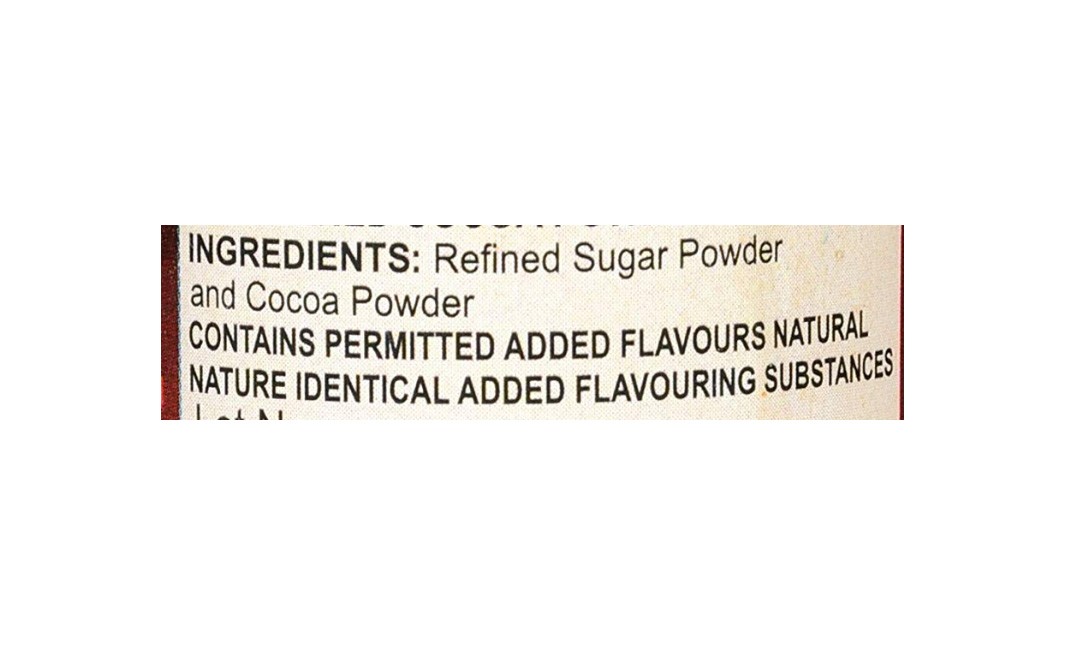 INGREDIENTS: Refined Sugar Powder
and Cocoa Powder
CONTAINS PERMITTED ADDED FLAVOURS NATURAL
NATURE IDENTICAL ADDED FLAVOURING SUBSTANCES